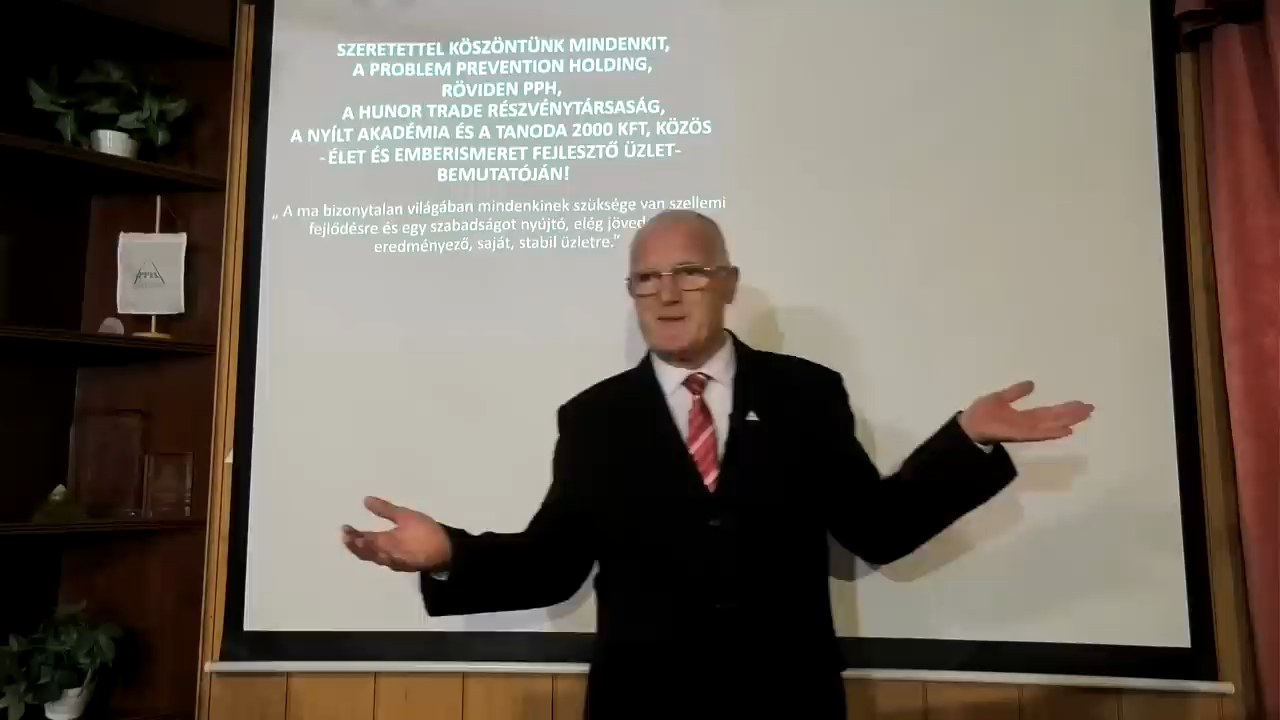 SZERETETTEL KÖSZÖNTÜNK MINDENKIT,
A PROBLEM PREVENTION HOLDING,
RÖVIDEN PPH,
A HUNOR TRADE RÉSZVÉNYTÁRSASÁG,
A NYÍLT AKADÉMIA ÉS A TANODA 2000 KFT, KÖZÖS
-ÉLET ÉS EMBERISMERET FEJLESZTŐ ÜZLET-
BEMUTATÓJÁN!
„ A ma bizonytalan világában mindenkinek szüksége van szellemi
fejlődésre és egy szabadságot nyújtó, elég
eredményező, saját, stabil üzletre.”